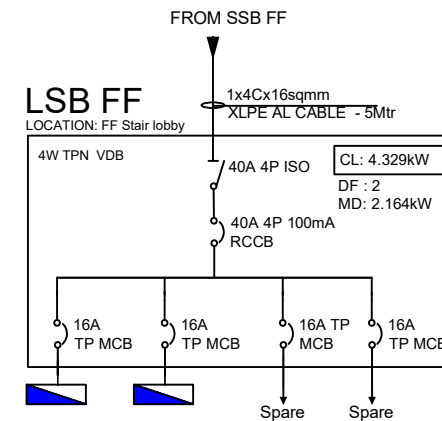 FROM SSB FF
1x4Cx16sqmm
XLPE AL CABLE - 5Mtr
LSB FF
LOCATION: FF Stair lobby
4W TPN VDB
40A 4P ISO
CL: 4.329kW
DF : 2
MD: 2.164kW
40A 4P 100mA
RCCB
16A
TP MCB
16A
TP MCB
16A TP
MCB
16A
TP MCB
Spare
Spare